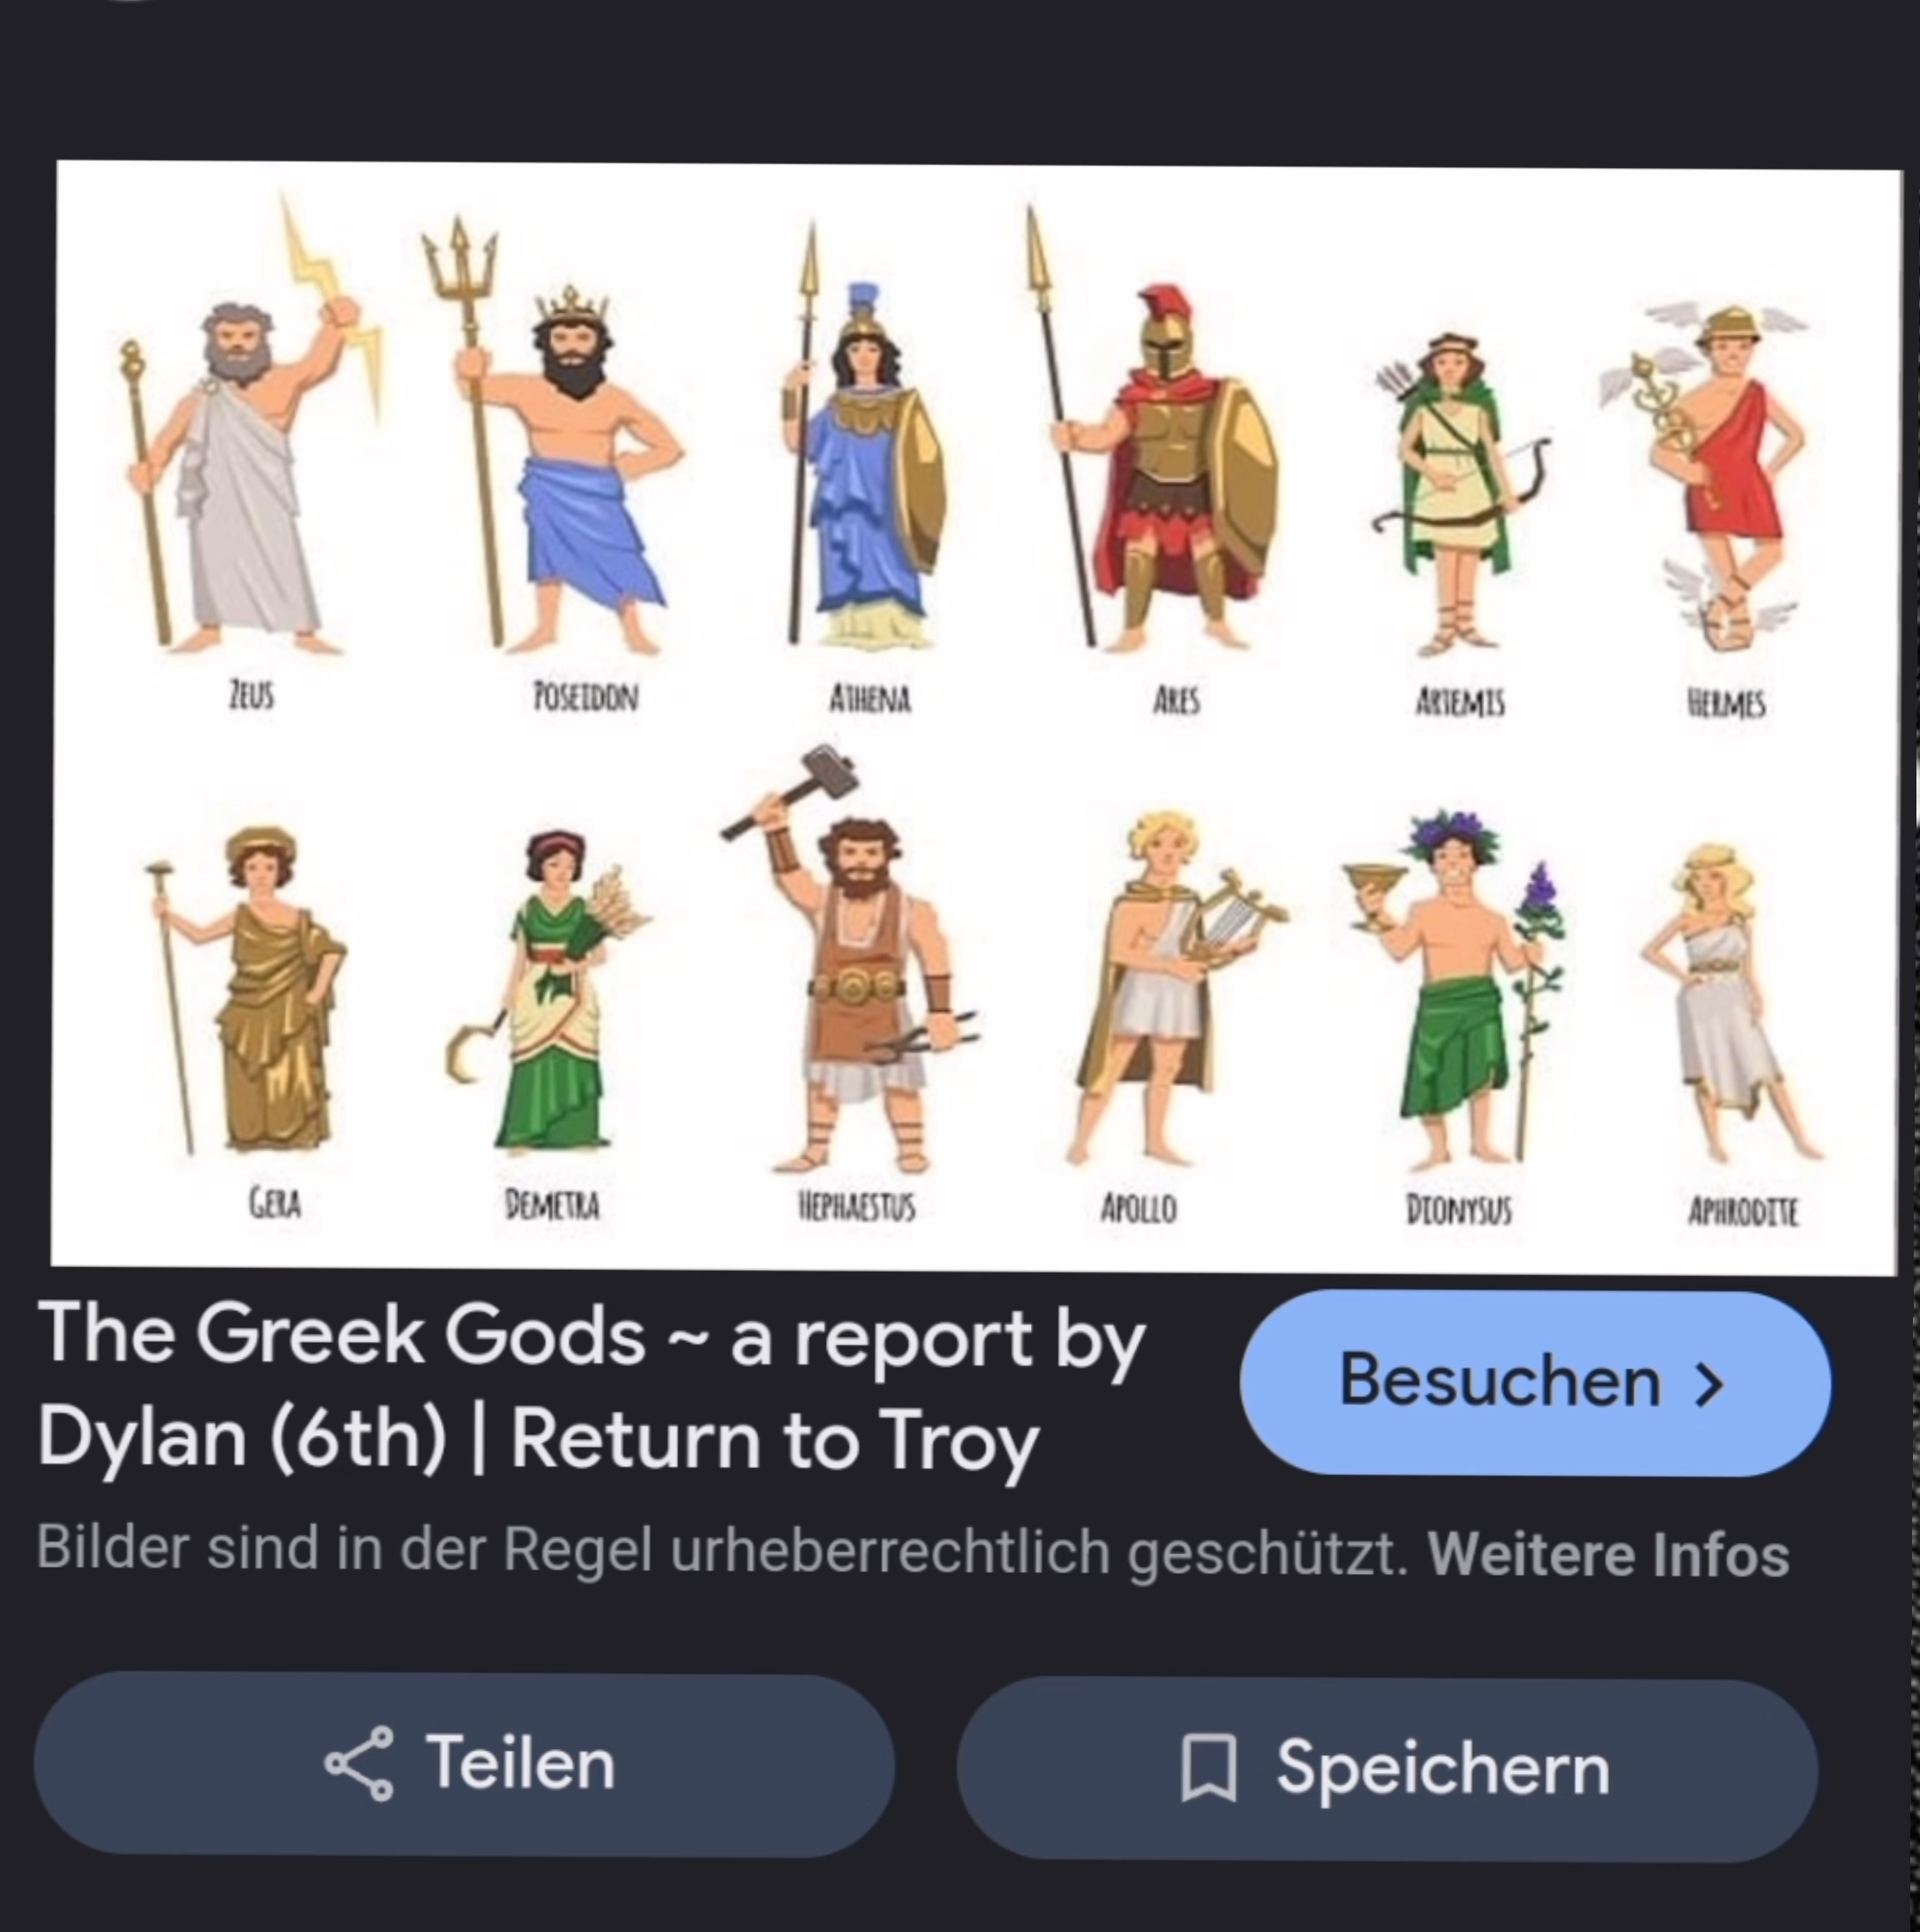 ZEUS POSEIDON ATHENA ARES ARTEMIS HERMES
GERA DEMETRA HEPHAESTUS APOLLO DIONYSUS APHRODITE
The Greek Gods ~ a report by
Dylan (6th) | Return to Troy
Besuchen >
Bilder sind in der Regel urheberrechtlich geschützt. Weitere Infos
Teilen Speichern